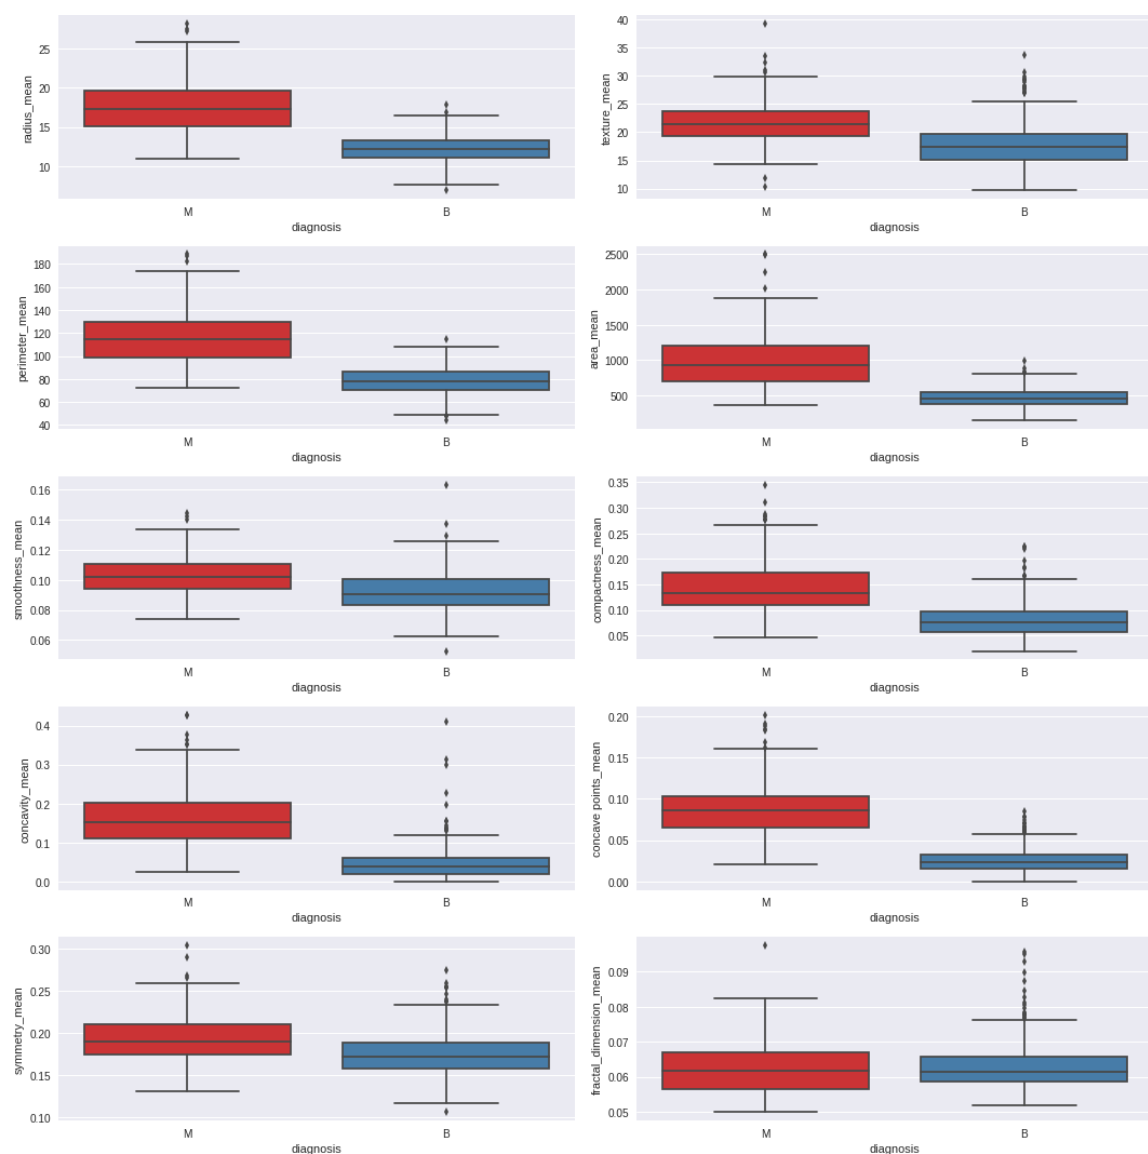 radius_mean
25
20
15
10
M
B
diagnosis
texture_mean
40
35
30
25
20
15
10
M
B
diagnosis
perimeter_mean
180
160
140
120
100
80
60
40
M
B
diagnosis
area_mean
2500
2000
1500
1000
500
M
B
diagnosis
smoothness_mean
0.16
0.14
0.12
0.10
0.08
0.06
M
B
diagnosis
compactness_mean
0.35
0.30
0.25
0.20
0.15
0.10
0.05
M
B
diagnosis
concavity_mean
0.4
0.3
0.2
0.1
0.0
M
B
diagnosis
concave points_mean
0.20
0.15
0.10
0.05
0.00
M
B
diagnosis
symmetry_mean
0.30
0.25
0.20
0.15
0.10
M
B
diagnosis
fractal_dimension_mean
0.09
0.08
0.07
0.06
0.05
M
B
diagnosis